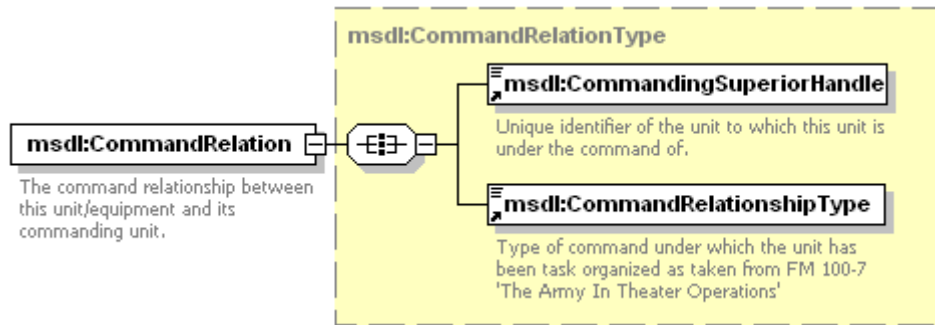 msdl:CommandRelationType
msdl:CommandingSuperiorHandle
Unique identifier of the unit to which this unit is
under the command of.
msdl:CommandRelation
The command relationship between
this unit/equipment and its
commanding unit.
msdl:CommandRelationshipType
Type of command under which the unit has
been task organized as taken from FM 100-7
'The Army In Theater Operations'